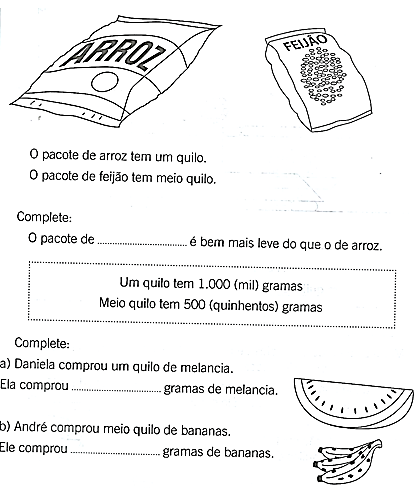 ARROZ
FEIJÃO
O pacote de arroz tem um quilo.
O pacote de feijão tem meio quilo.
Complete:
O pacote de ........................ é bem mais leve do que o de arroz.
Um quilo tem 1.000 (mil) gramas
Meio quilo tem 500 (quinhentos) gramas
Complete:
a) Daniela comprou um quilo de melancia.
Ela comprou ........................ gramas de melancia.
b) André comprou meio quilo de bananas.
Ele comprou ........................ gramas de bananas.